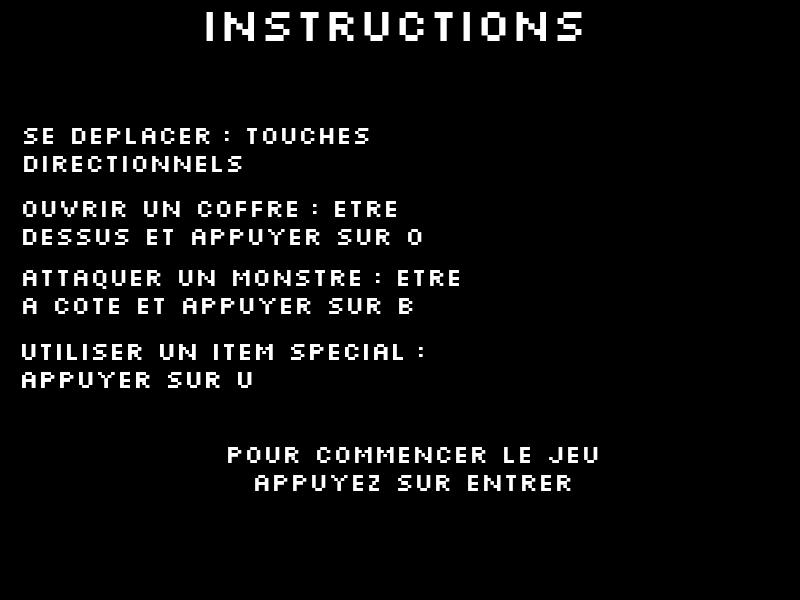 INSTRUCTIONS
SE DEPLACER : TOUCHES
DIRECTIONNELS
OUVRIR UN COFFRE : ETRE
DESSUS ET APPUYER SUR O
ATTAQUER UN MONSTRE : ETRE
A COTE ET APPUYER SUR B
UTILISER UN ITEM SPECIAL :
APPUYER SUR U
POUR COMMENCER LE JEU
APPUYEZ SUR ENTRER